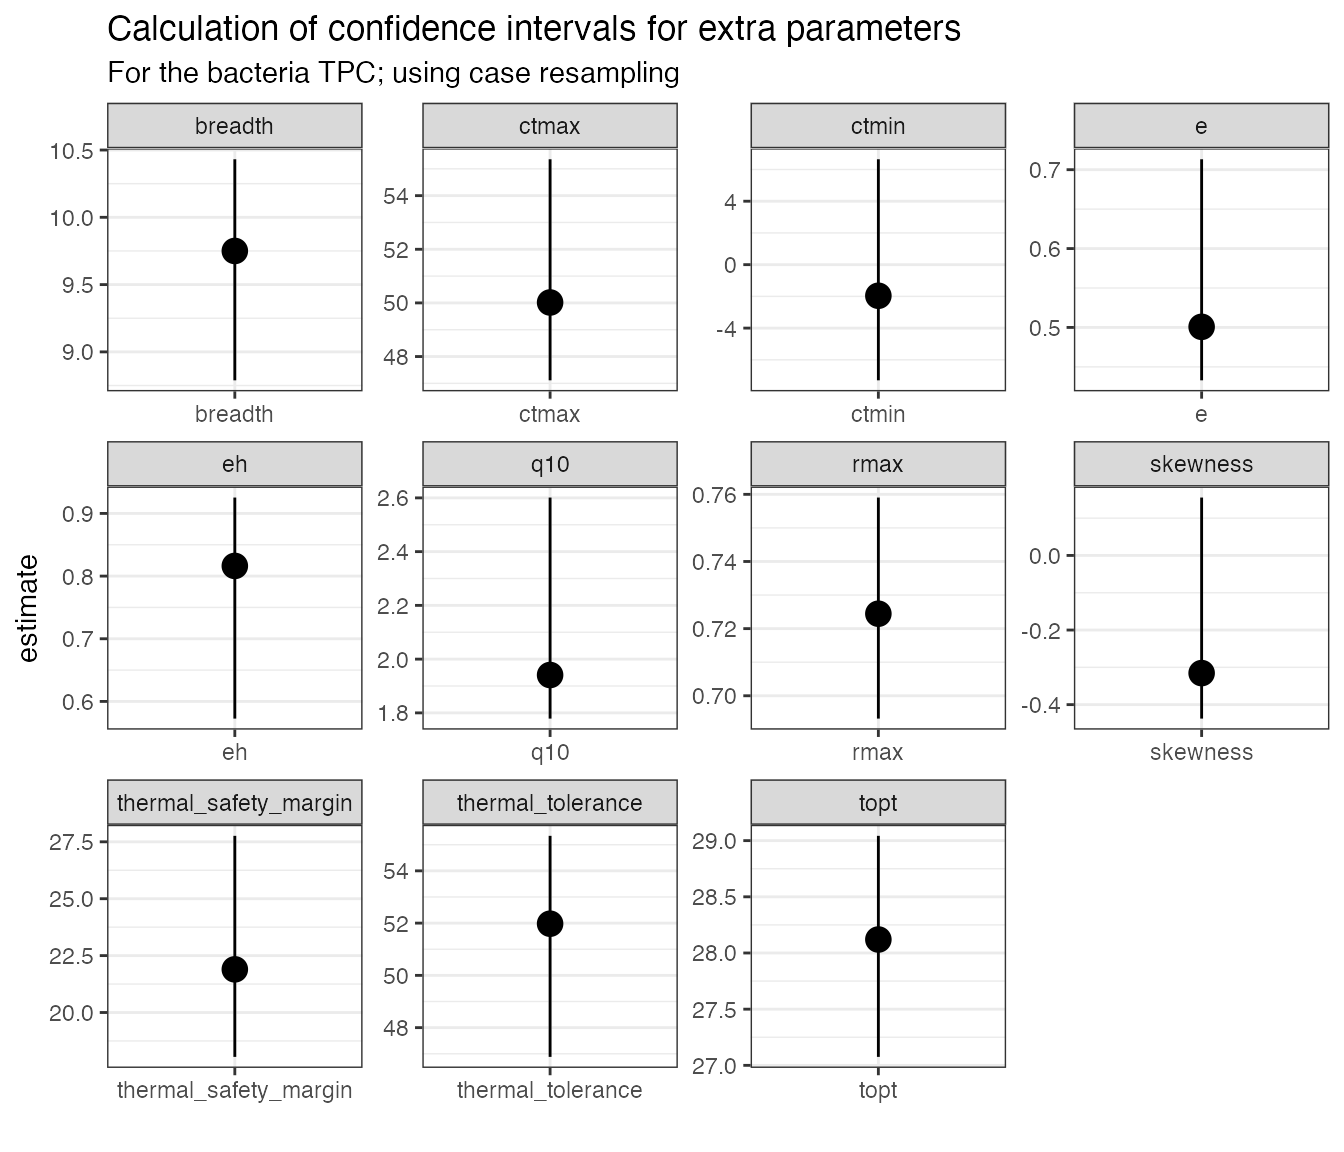 Calculation of confidence intervals for extra parameters
For the bacteria TPC; using case resampling
breadth
ctmax
ctmin
e
10.5
10.0
9.5
9.0
54
52
50
48
4
0
-4
0.7
0.6
0.5
breadth
ctmax
ctmin
e
estimate
eh
q10
rmax
skewness
0.9
0.8
0.7
0.6
2.6
2.4
2.2
2.0
1.8
0.76
0.74
0.72
0.70
0.0
-0.2
-0.4
eh
q10
rmax
skewness
thermal_safety_margin
thermal_tolerance
topt
27.5
25.0
22.5
20.0
54
52
50
48
29.0
28.5
28.0
27.5
27.0
thermal_safety_margin
thermal_tolerance
topt